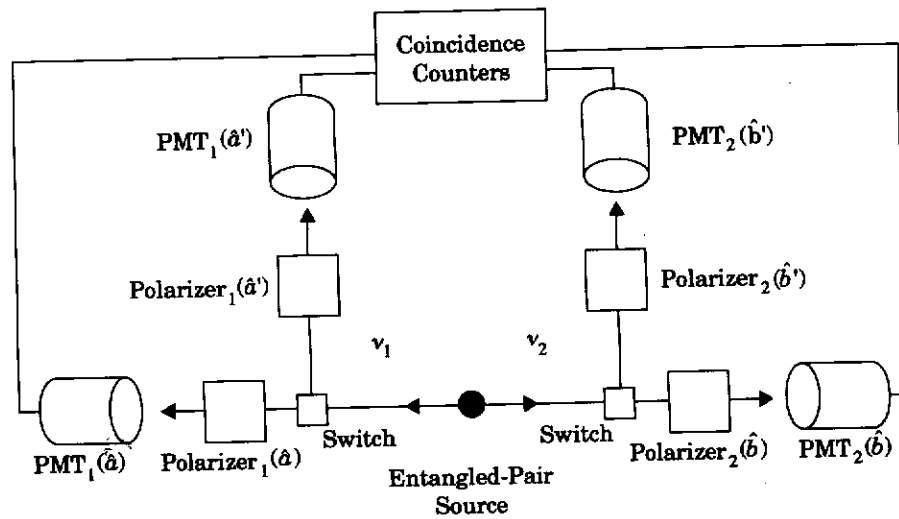 Coincidence
Counters
PMT₁(â')
PMT₂(b̂')
Polarizer₁(â')
Polarizer₂(b̂')
ν₁
ν₂
Switch
Switch
PMT₁(â)
Polarizer₁(â)
Polarizer₂(b̂)
PMT₂(b̂)
Entangled-Pair
Source